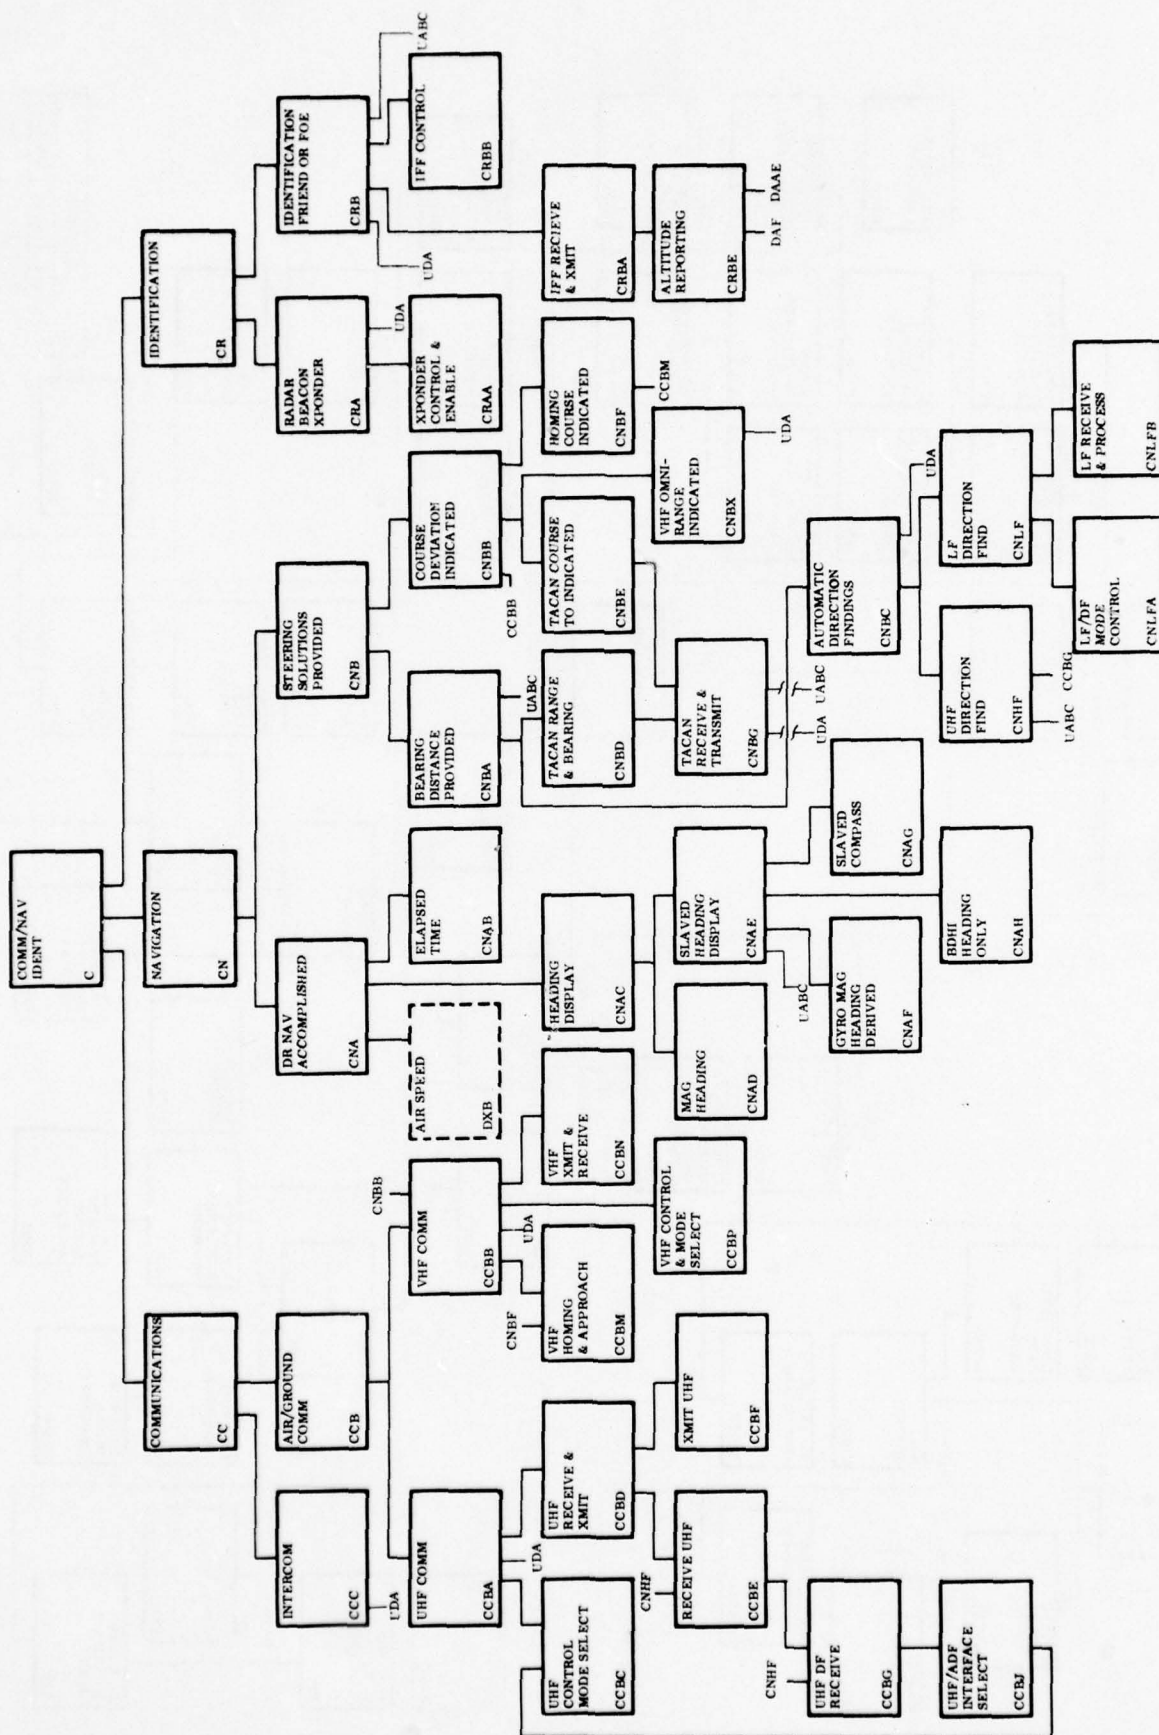 COMM/NAV
IDENT
C
COMMUNICATIONS
CC
NAVIGATION
CN
IDENTIFICATION
CR
INTERCOM
CCC
UDA
AIR/GROUND
COMM
CCB
DR NAV
ACCOMPLISHED
CNA
STEERING
SOLUTIONS
PROVIDED
CNB
RADAR
BEACON
XPONDER
CRA
UDA
IDENTIFICATION
FRIEND OR FOE
CRB
UDA
UABC
UHF COMM
CCBA
UDA
CNBB
VHF COMM
CCBB
UDA
AIR SPEED
DXB
ELAPSED
TIME
CNAB
BEARING
DISTANCE
PROVIDED
CNBA
UABC
COURSE
DEVIATION
INDICATED
CNBB
CCBB
XPONDER
CONTROL &
ENABLE
CRAA
IFF CONTROL
CRBB
UHF
CONTROL
MODE SELECT
CCBC
UHF
RECEIVE &
XMIT
CCBD
CNBF
VHF
HOMING
& APPROACH
CCBM
VHF
XMIT &
RECEIVE
CCBN
HEADING
DISPLAY
CNAC
TACAN RANGE
& BEARING
CNBD
TACAN COURSE
TO INDICATED
CNBE
HOMING
COURSE
INDICATED
CNBF
CCBM
IFF RECIEVE
& XMIT
CRBA
CNHF
RECEIVE UHF
CCBE
XMIT UHF
CCBF
VHF CONTROL
& MODE
SELECT
CCBP
MAG
HEADING
CNAD
SLAVED
HEADING
DISPLAY
CNAE
UABC
TACAN
RECEIVE &
TRANSMIT
CNBG
UDA
UABC
VHF OMNI-
RANGE
INDICATED
CNBX
UDA
ALTITUDE
REPORTING
CRBE
DAF
DAAE
CNHF
UHF DF
RECEIVE
CCBG
GYRO MAG
HEADING
DERIVED
CNAF
SLAVED
COMPASS
CNAG
AUTOMATIC
DIRECTION
FINDINGS
CNBC
UDA
UHF/ADF
INTERFACE
SELECT
CCBJ
BDHI
HEADING
ONLY
CNAH
UHF
DIRECTION
FIND
CNHF
UABC
CCBG
LF
DIRECTION
FIND
CNLF
LF/DF
MODE
CONTROL
CNLFA
LF RECEIVE
& PROCESS
CNLFB